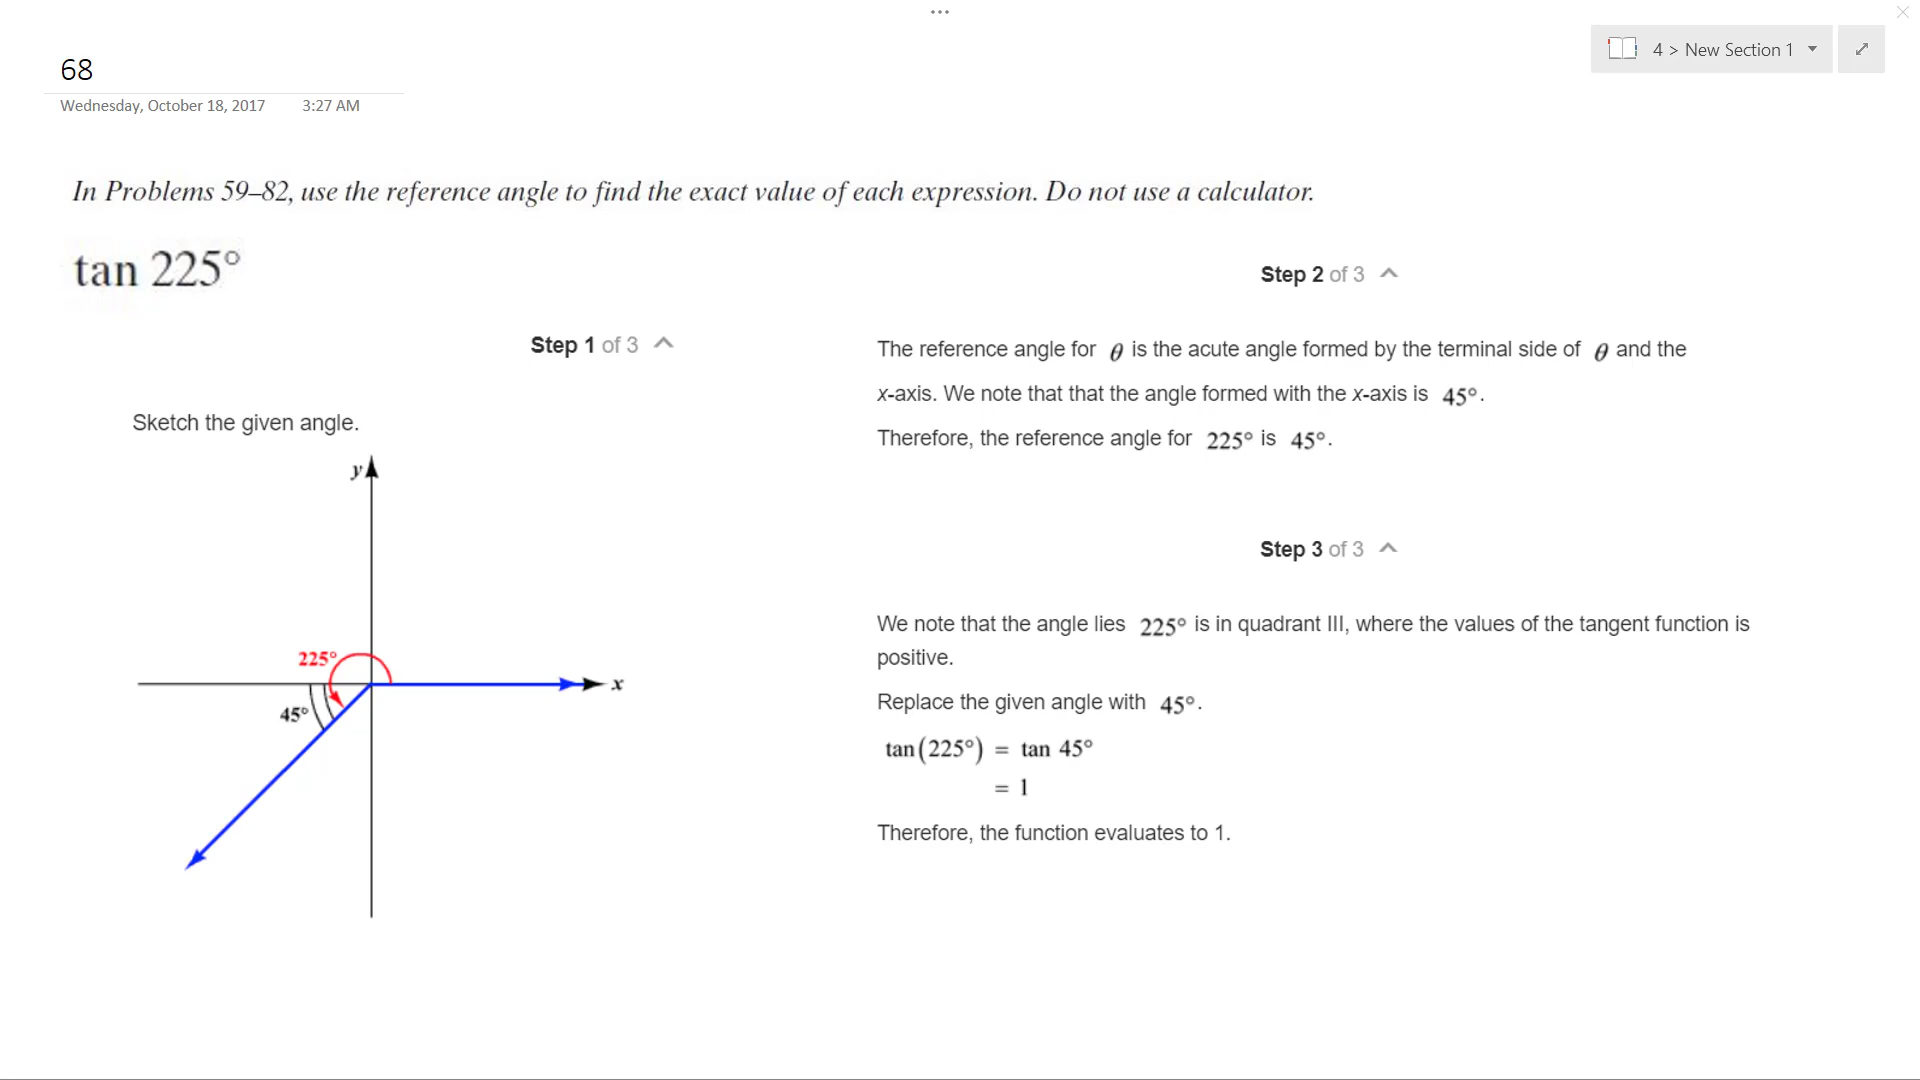 ...
4 > New Section 1
68
Wednesday, October 18, 2017 3:27 AM
In Problems 59–82, use the reference angle to find the exact value of each expression. Do not use a calculator.
tan 225°
Step 1 of 3
Sketch the given angle.
y
225°
x
45°
Step 2 of 3
The reference angle for θ is the acute angle formed by the terminal side of θ and the
x-axis. We note that that the angle formed with the x-axis is 45°.
Therefore, the reference angle for 225° is 45°.
Step 3 of 3
We note that the angle lies 225° is in quadrant III, where the values of the tangent function is
positive.
Replace the given angle with 45°.
tan(225°) = tan 45°
= 1
Therefore, the function evaluates to 1.